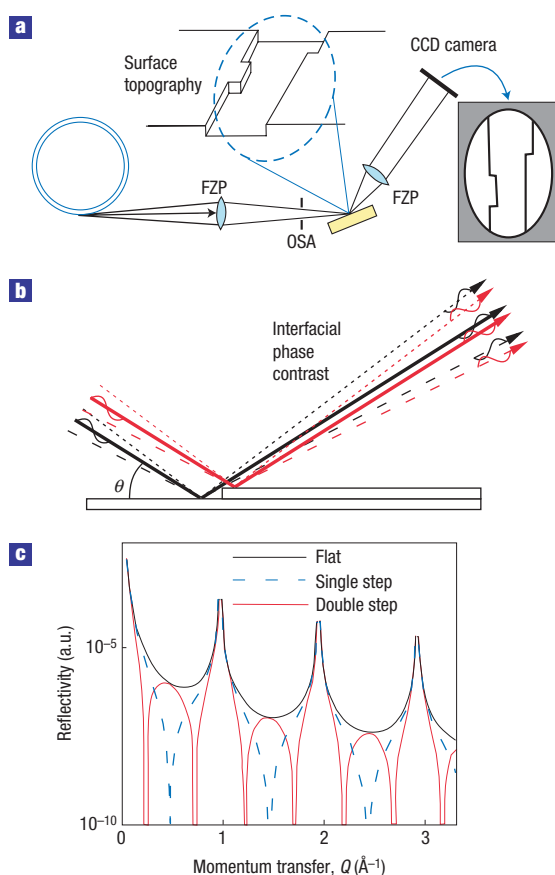 a
Surface
topography
CCD camera
FZP
FZP
OSA
b
Interfacial
phase
contrast
θ
c
Flat
Single step
Double step
Reflectivity (a.u.)
10⁻⁵
10⁻¹⁰
0 1 2 3
Momentum transfer, Q (Å⁻¹)